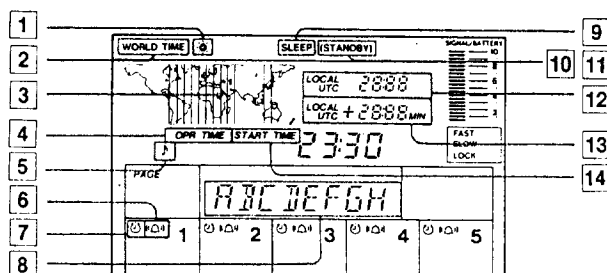 1
WORLD TIME
SLEEP
(STANDBY)
SIGNAL/BATTERY
9
2
10
10
11
8
3
LOCAL
UTC
2888
6
12
4
LOCAL
UTC + 2888 MIN
2
4
OPR TIME
START TIME
23:30
FAST
SLOW
LOCK
13
5
PAGE
14
6
ABCDEFGH
7
1
2
3
4
5
8